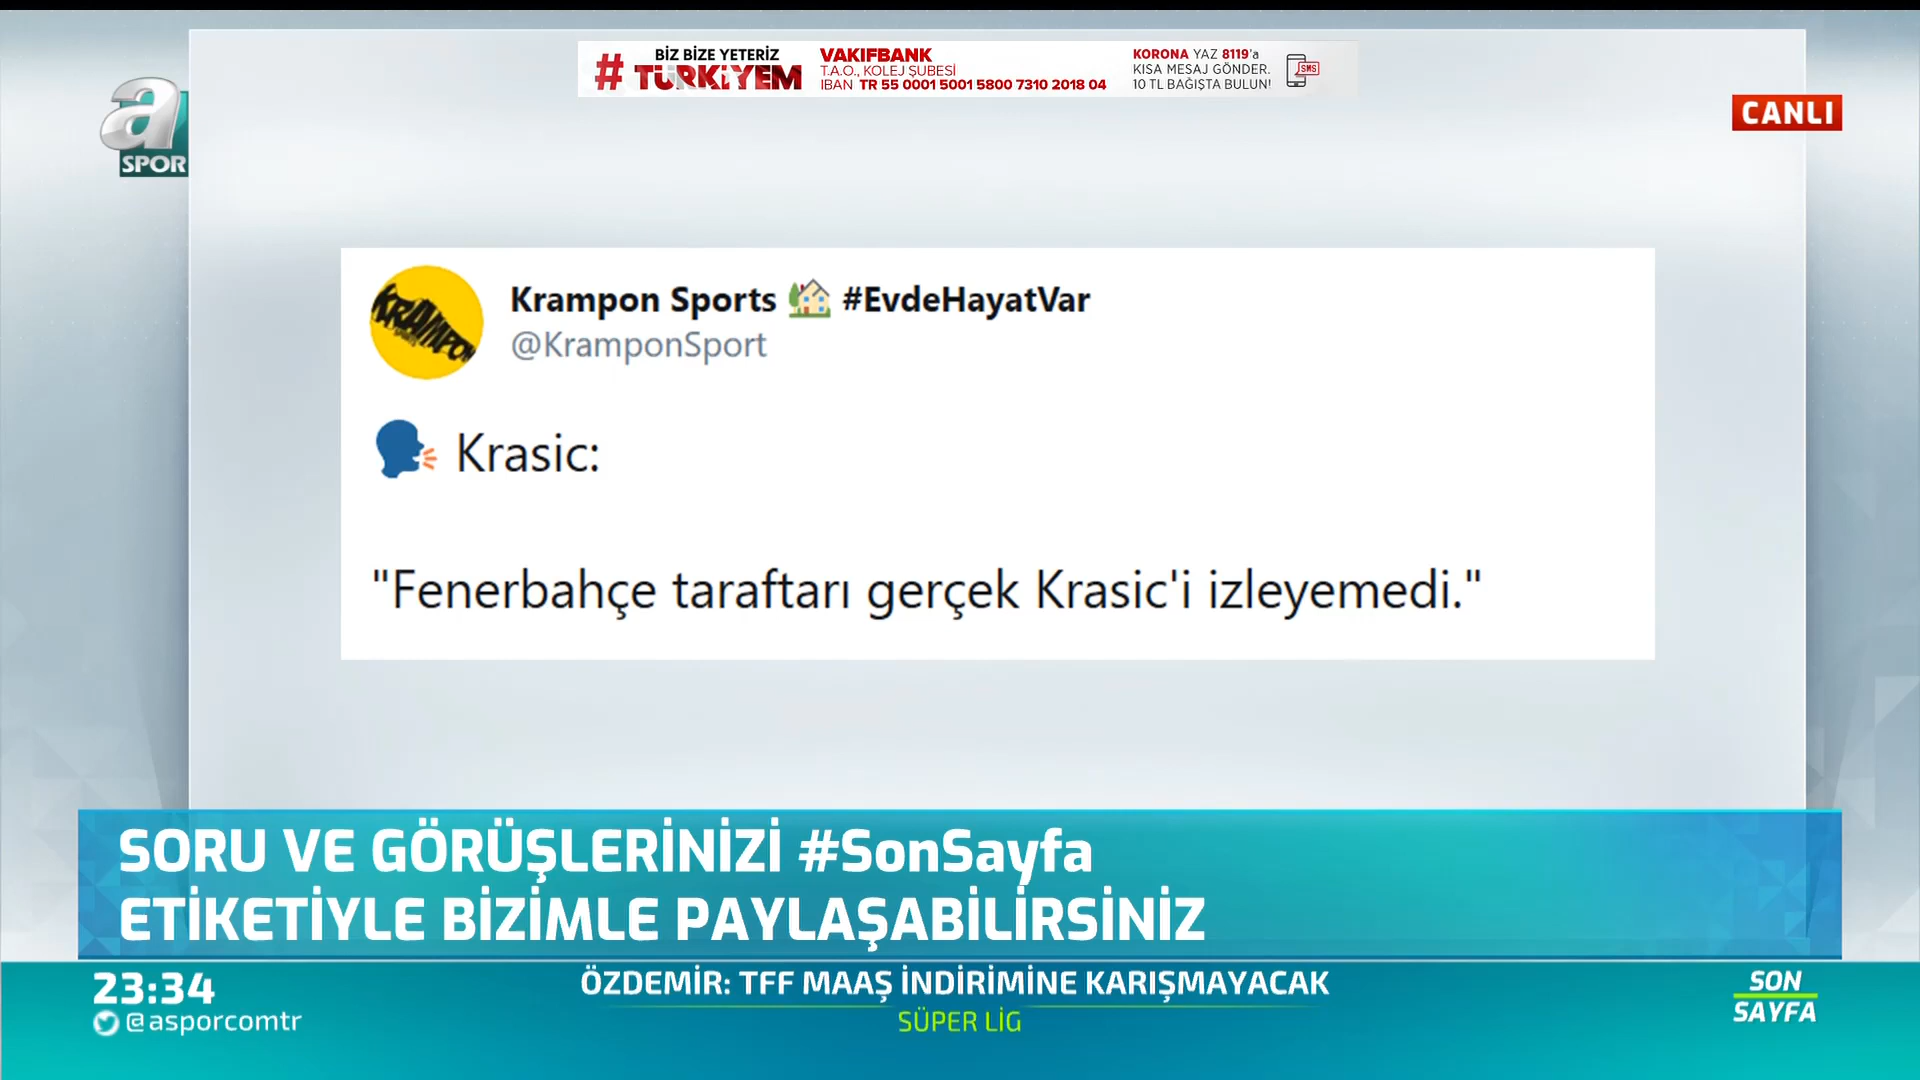 BİZ BİZE YETERİZ
# TÜRKİYEM
VAKIFBANK
T.A.O., KOLEJ ŞUBESİ
IBAN TR 55 0001 5001 5800 7310 2018 04
KORONA YAZ 8119'a
KISA MESAJ GÖNDER.
10 TL BAĞIŞTA BULUN!
SMS
a
SPOR
CANLI
KRAMPON
Krampon Sports 🏡 #EvdeHayatVar
@KramponSport
🗣 Krasic:
"Fenerbahçe taraftarı gerçek Krasic'i izleyemedi."
SORU VE GÖRÜŞLERİNİZİ #SonSayfa
ETİKETİYLE BİZİMLE PAYLAŞABİLİRSİNİZ
23:34
@asporcomtr
ÖZDEMİR: TFF MAAŞ İNDİRİMİNE KARIŞMAYACAK
SÜPER LİG
SON
SAYFA